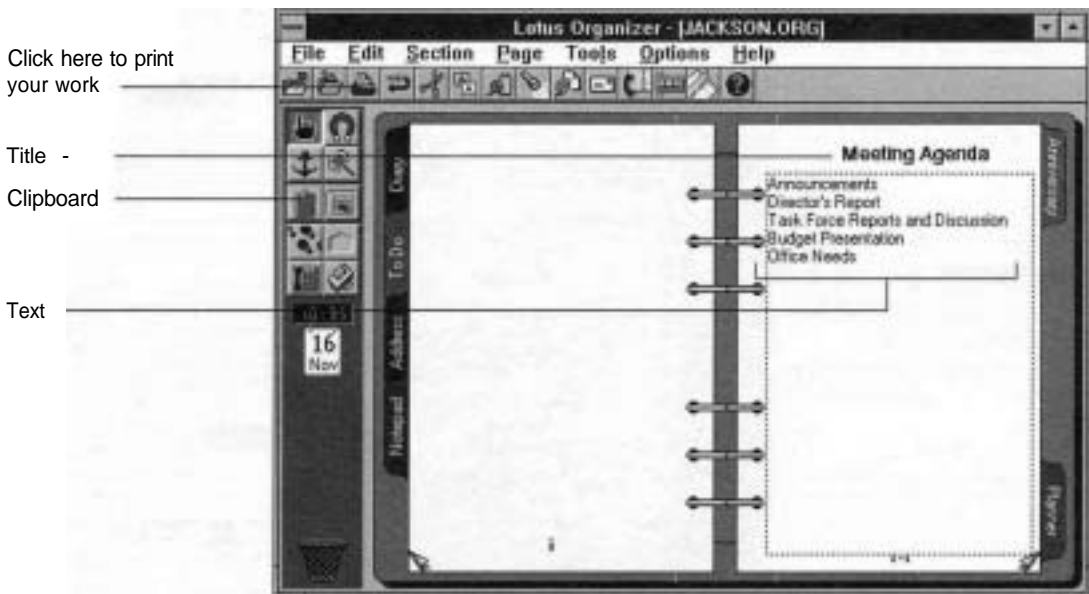 Lotus Organizer - [JACKSON.ORG]
File Edit Section Page Tools Options Help
Click here to print
your work
Title -
Clipboard
Text
16
Nov
Diary
To Do
Address
Notepad
Meeting Agenda
Announcements
Director's Report
Task Force Reports and Discussion
Budget Presentation
Office Needs
Anniversary
Planner
i